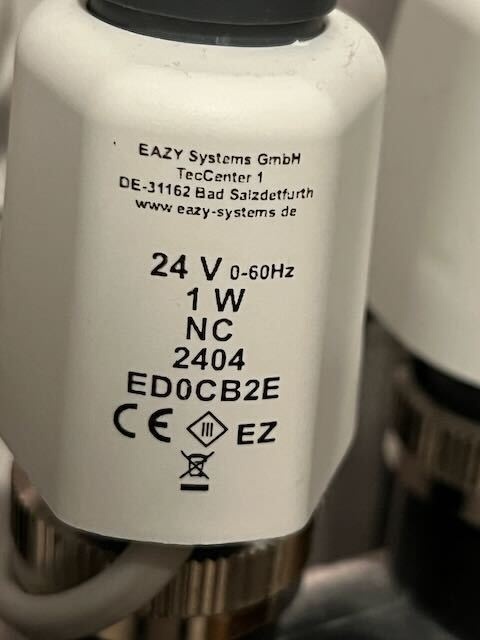 EAZY Systems GmbH
TecCenter 1
DE-31162 Bad Salzdetfurth
www eazy-systems de
24 V 0-60Hz
1 W
NC
2404
ED0CB2E
CE III EZ